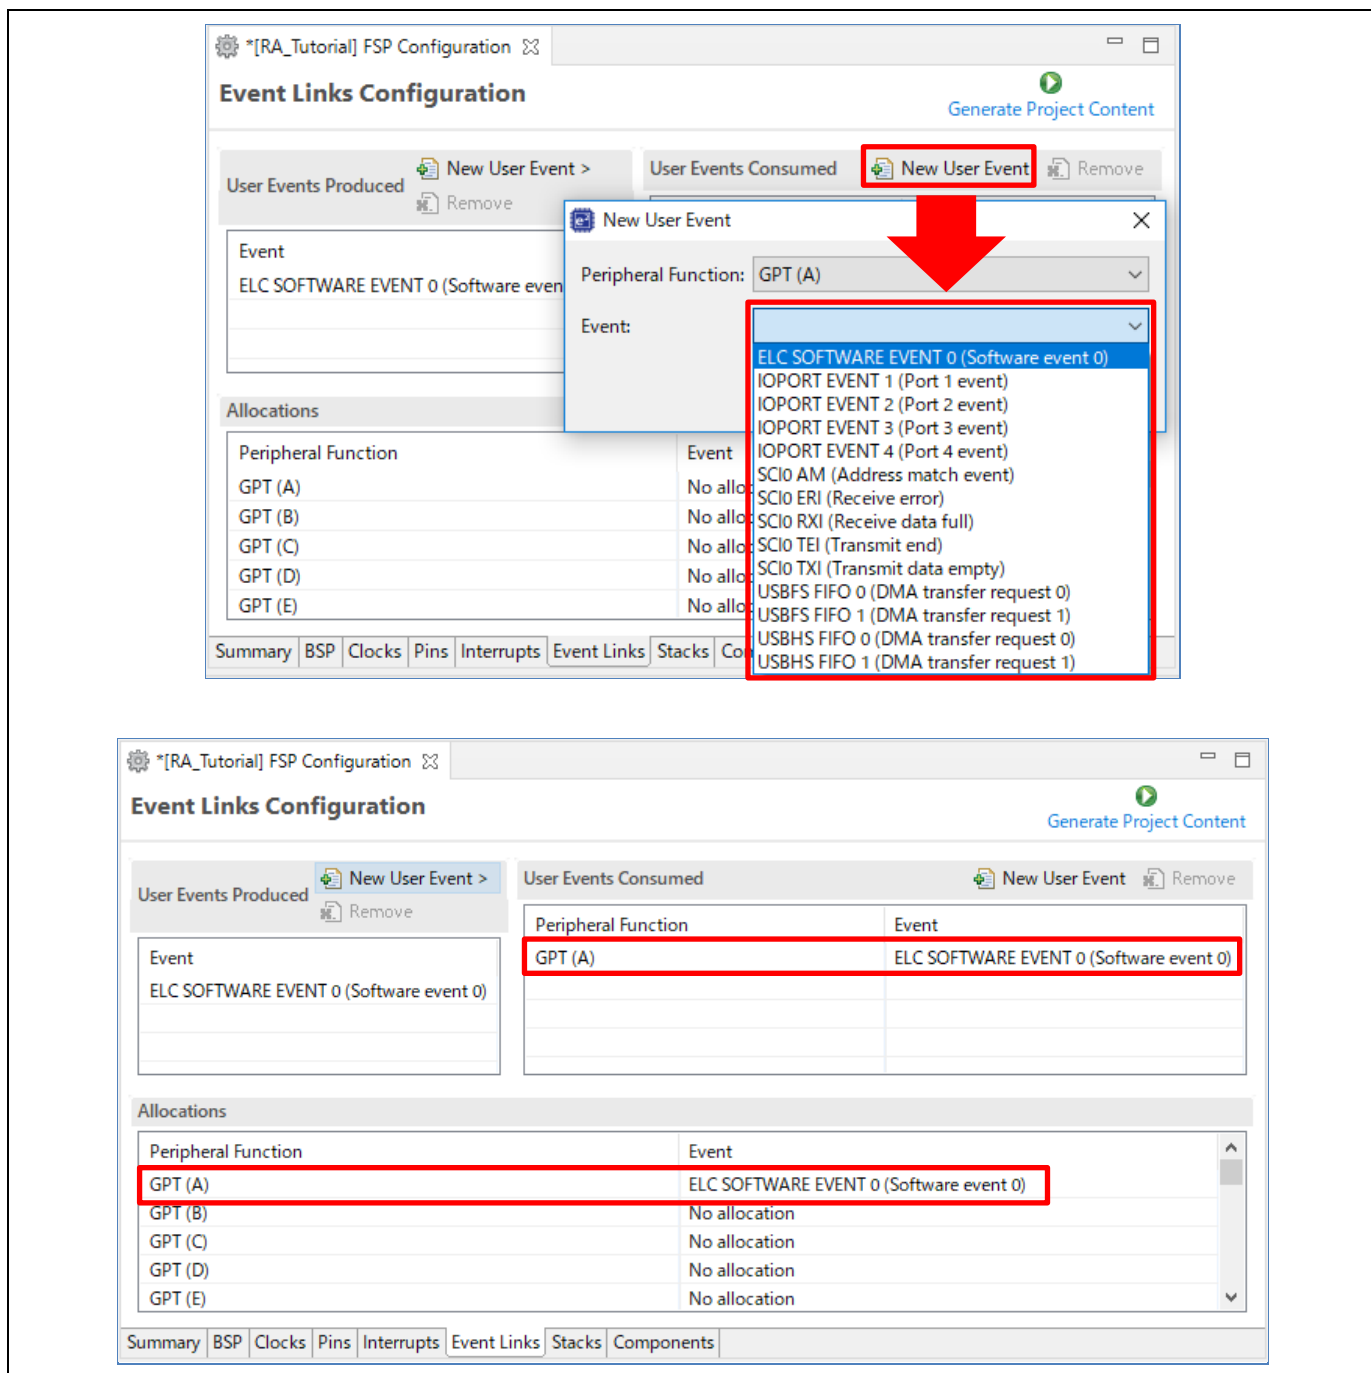 *[RA_Tutorial] FSP Configuration
Event Links Configuration
Generate Project Content
User Events Produced
New User Event >
Remove
User Events Consumed
New User Event
Remove
Event
ELC SOFTWARE EVENT 0 (Software even
New User Event
Peripheral Function: GPT (A)
Event:
ELC SOFTWARE EVENT 0 (Software event 0)
IOPORT EVENT 1 (Port 1 event)
IOPORT EVENT 2 (Port 2 event)
IOPORT EVENT 3 (Port 3 event)
IOPORT EVENT 4 (Port 4 event)
SCI0 AM (Address match event)
SCI0 ERI (Receive error)
SCI0 RXI (Receive data full)
SCI0 TEI (Transmit end)
SCI0 TXI (Transmit data empty)
USBFS FIFO 0 (DMA transfer request 0)
USBFS FIFO 1 (DMA transfer request 1)
USBHS FIFO 0 (DMA transfer request 0)
USBHS FIFO 1 (DMA transfer request 1)
Allocations
Peripheral Function Event
GPT (A) No alloc
GPT (B) No alloc
GPT (C) No alloc
GPT (D) No alloc
GPT (E) No alloc
Summary BSP Clocks Pins Interrupts Event Links Stacks Co
*[RA_Tutorial] FSP Configuration
Event Links Configuration
Generate Project Content
User Events Produced
New User Event >
Remove
User Events Consumed
New User Event
Remove
Event
ELC SOFTWARE EVENT 0 (Software event 0)
Peripheral Function Event
GPT (A) ELC SOFTWARE EVENT 0 (Software event 0)
Allocations
Peripheral Function Event
GPT (A) ELC SOFTWARE EVENT 0 (Software event 0)
GPT (B) No allocation
GPT (C) No allocation
GPT (D) No allocation
GPT (E) No allocation
Summary BSP Clocks Pins Interrupts Event Links Stacks Components